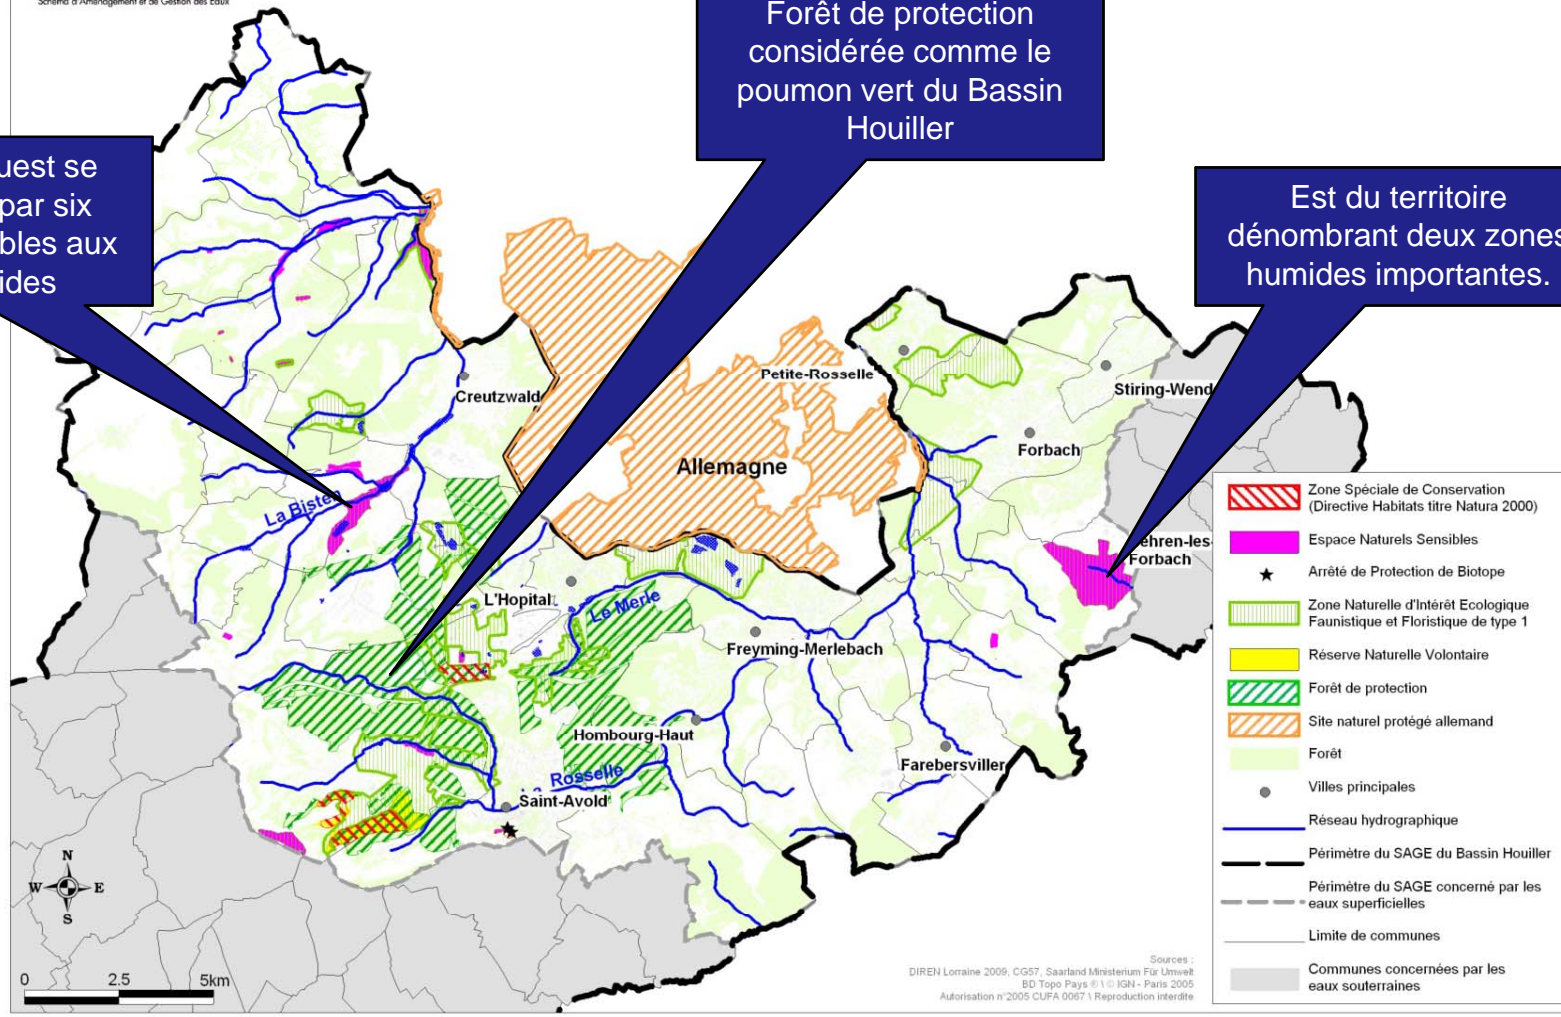 Schéma d'Aménagement et de Gestion des Eaux
Forêt de protection
considérée comme le
poumon vert du Bassin
Houiller
uest se
par six
bles aux
ides
Est du territoire
dénombrant deux zones
humides importantes.
Petite-Rosselle
Creutzwald
Stiring-Wend
Forbach
Allemagne
La Bisten
ehren-les-
Forbach
L'Hopital
Le Merle
Freyming-Merlebach
Hombourg-Haut
Farebersviller
Rosselle
Saint-Avold
N
W
E
S
0
2.5
5km
Zone Spéciale de Conservation
(Directive Habitats titre Natura 2000)
Espace Naturels Sensibles
Arrêté de Protection de Biotope
Zone Naturelle d'Intérêt Ecologique
Faunistique et Floristique de type 1
Réserve Naturelle Volontaire
Forêt de protection
Site naturel protégé allemand
Forêt
Villes principales
Réseau hydrographique
Périmètre du SAGE du Bassin Houiller
Périmètre du SAGE concerné par les
eaux superficielles
Limite de communes
Communes concernées par les
eaux souterraines
Sources :
DIREN Lorraine 2009, CG57, Saarland Ministerium Für Umwelt
BD Topo Pays ® \ © IGN - Paris 2005
Autorisation n°2005 CUFA 0067 \ Reproduction interdite